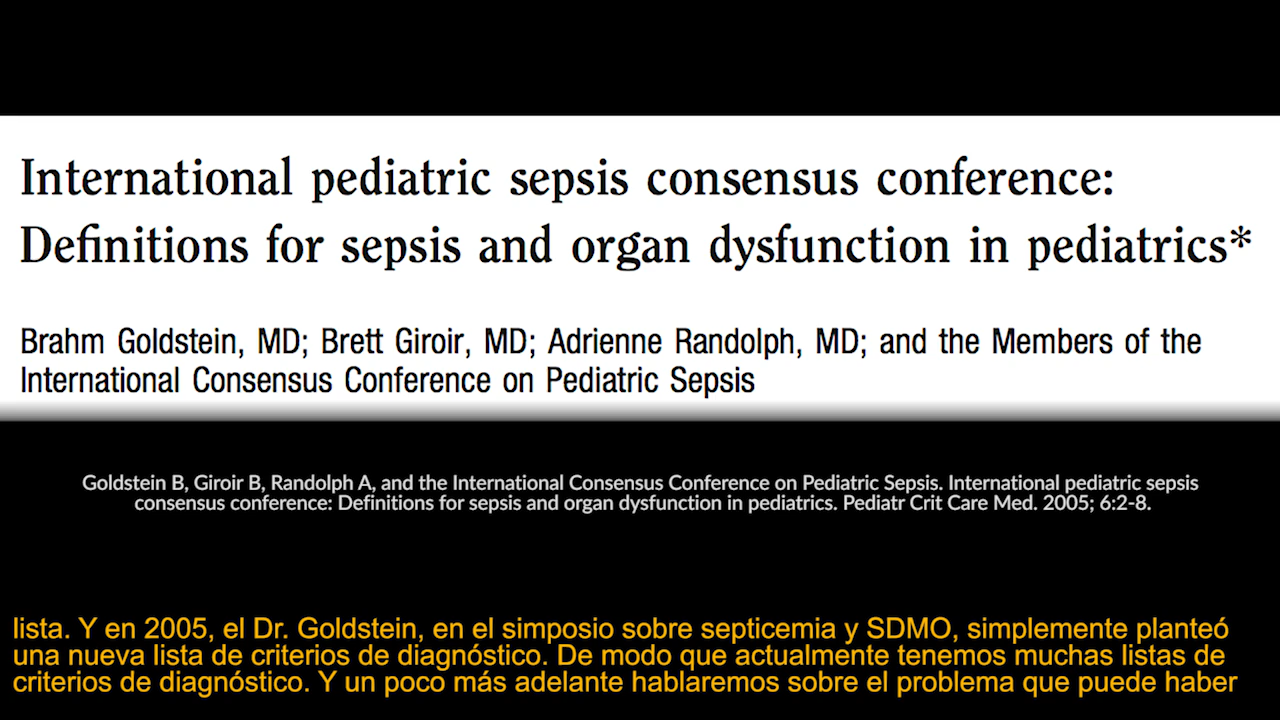 International pediatric sepsis consensus conference:
Definitions for sepsis and organ dysfunction in pediatrics*
Brahm Goldstein, MD; Brett Giroir, MD; Adrienne Randolph, MD; and the Members of the
International Consensus Conference on Pediatric Sepsis
Goldstein B, Giroir B, Randolph A, and the International Consensus Conference on Pediatric Sepsis. International pediatric sepsis
consensus conference: Definitions for sepsis and organ dysfunction in pediatrics. Pediatr Crit Care Med. 2005; 6:2-8.
lista. Y en 2005, el Dr. Goldstein, en el simposio sobre septicemia y SDMO, simplemente planteó
una nueva lista de criterios de diagnóstico. De modo que actualmente tenemos muchas listas de
criterios de diagnóstico. Y un poco más adelante hablaremos sobre el problema que puede haber